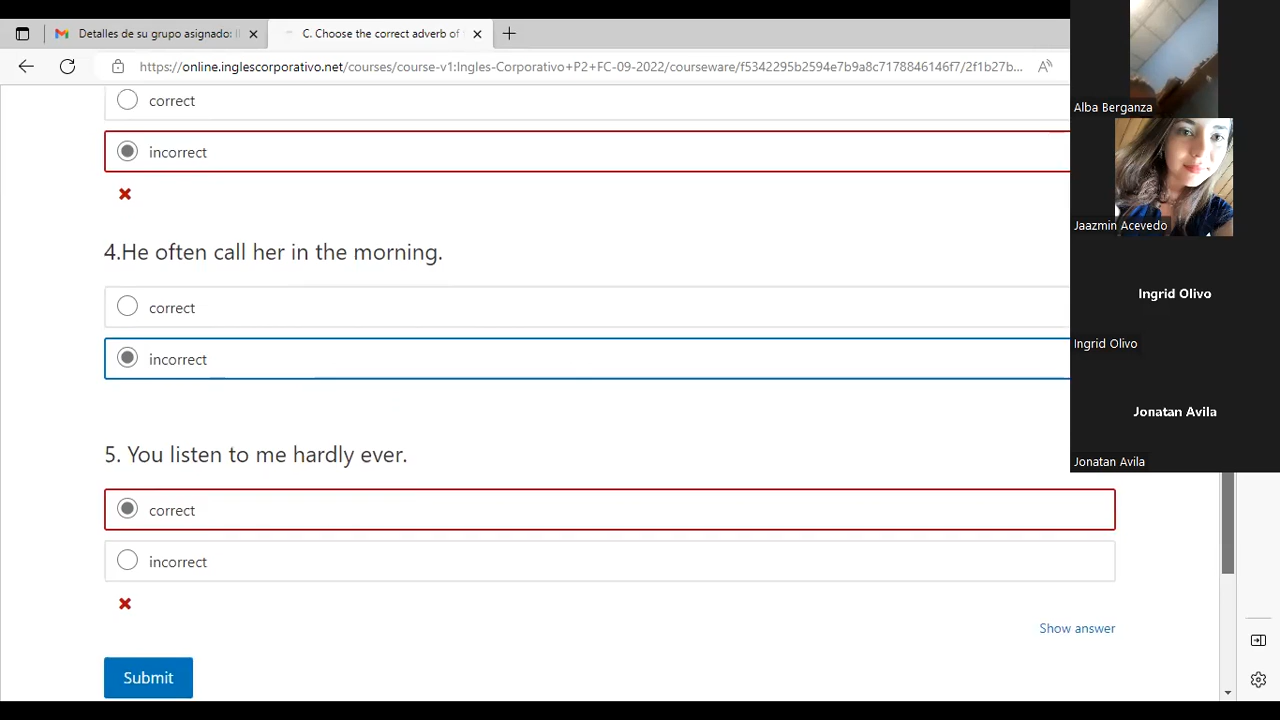 Detalles de su grupo asignado: I
C. Choose the correct adverb of
https://online.inglescorporativo.net/courses/course-v1:Ingles-Corporativo+P2+FC-09-2022/courseware/f5342295b2594e7b9a8c7178846146f7/2f1b27b...
Alba Berganza
correct
incorrect
Jaazmin Acevedo
4.He often call her in the morning.
Ingrid Olivo
correct
Ingrid Olivo
incorrect
Jonatan Avila
5. You listen to me hardly ever.
Jonatan Avila
correct
incorrect
Show answer
Submit